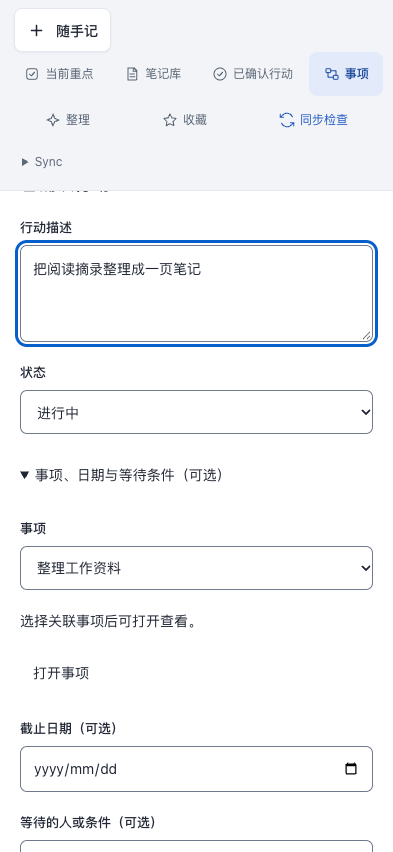 + 随手记
当前重点 笔记库 已确认行动 事项
整理 收藏 同步检查
Sync
行动描述
把阅读摘录整理成一页笔记
状态
进行中
事项、日期与等待条件（可选）
事项
整理工作资料
选择关联事项后可打开查看。
打开事项
截止日期（可选）
yyyy/mm/dd
等待的人或条件（可选）